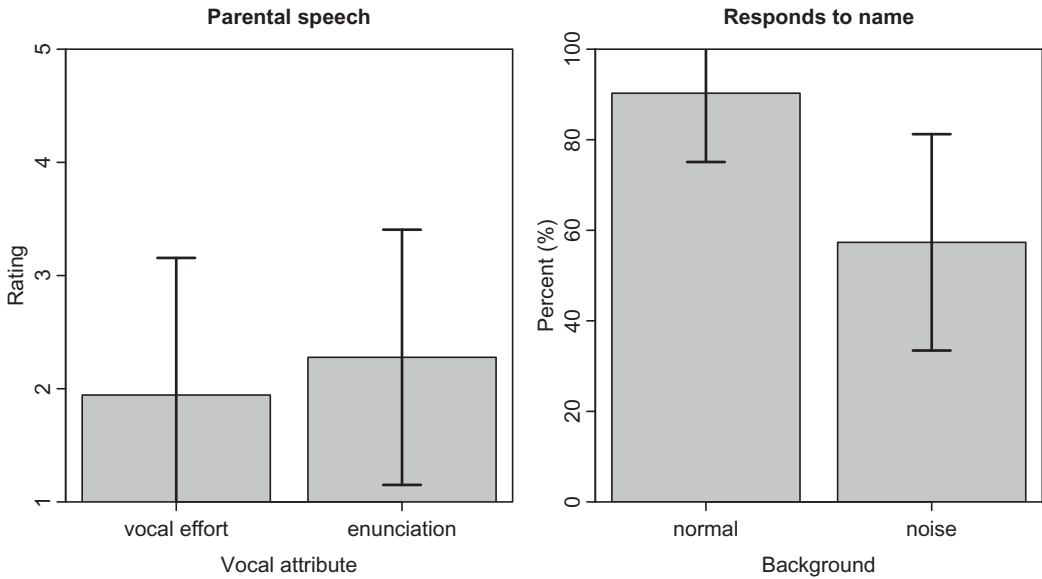 Parental speech
5
4
3
2
1
Rating
vocal effort enunciation
Vocal attribute
Responds to name
100
80
60
40
20
0
Percent (%)
normal noise
Background